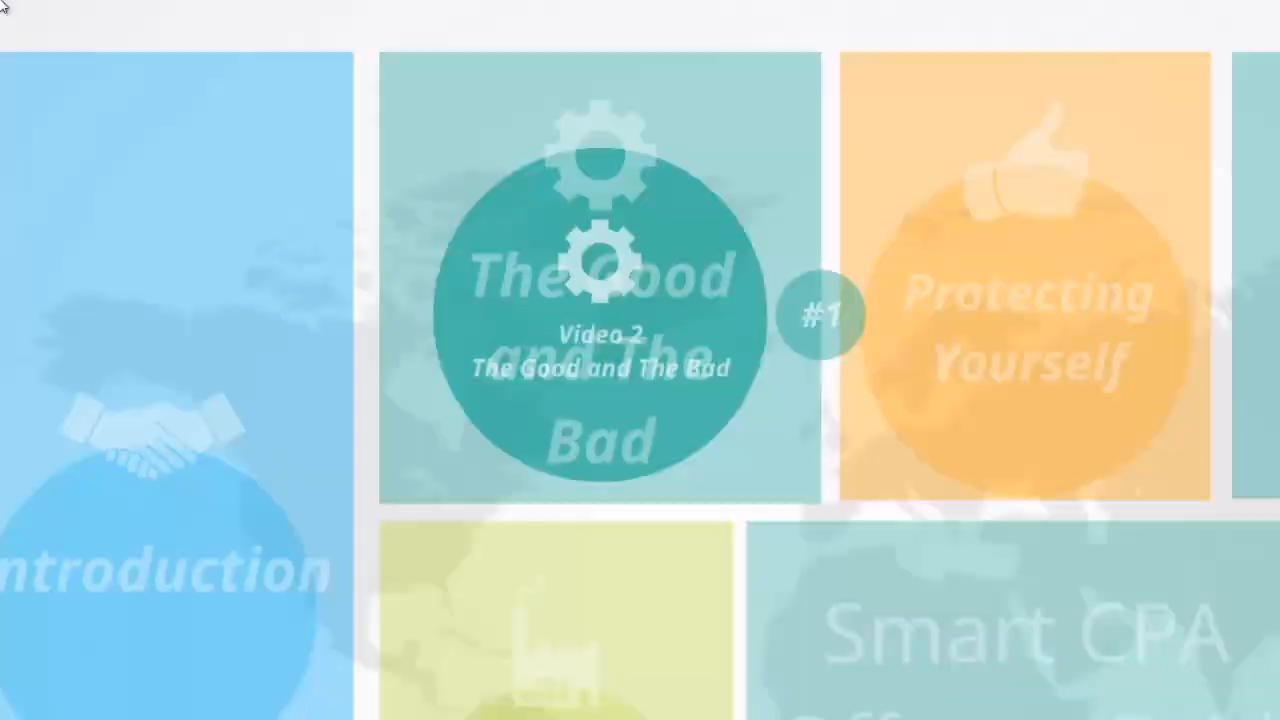 The Good
and The
Bad
Video 2
The Good and The Bad
#1
Protecting
Yourself
ntroduction
Smart CPA